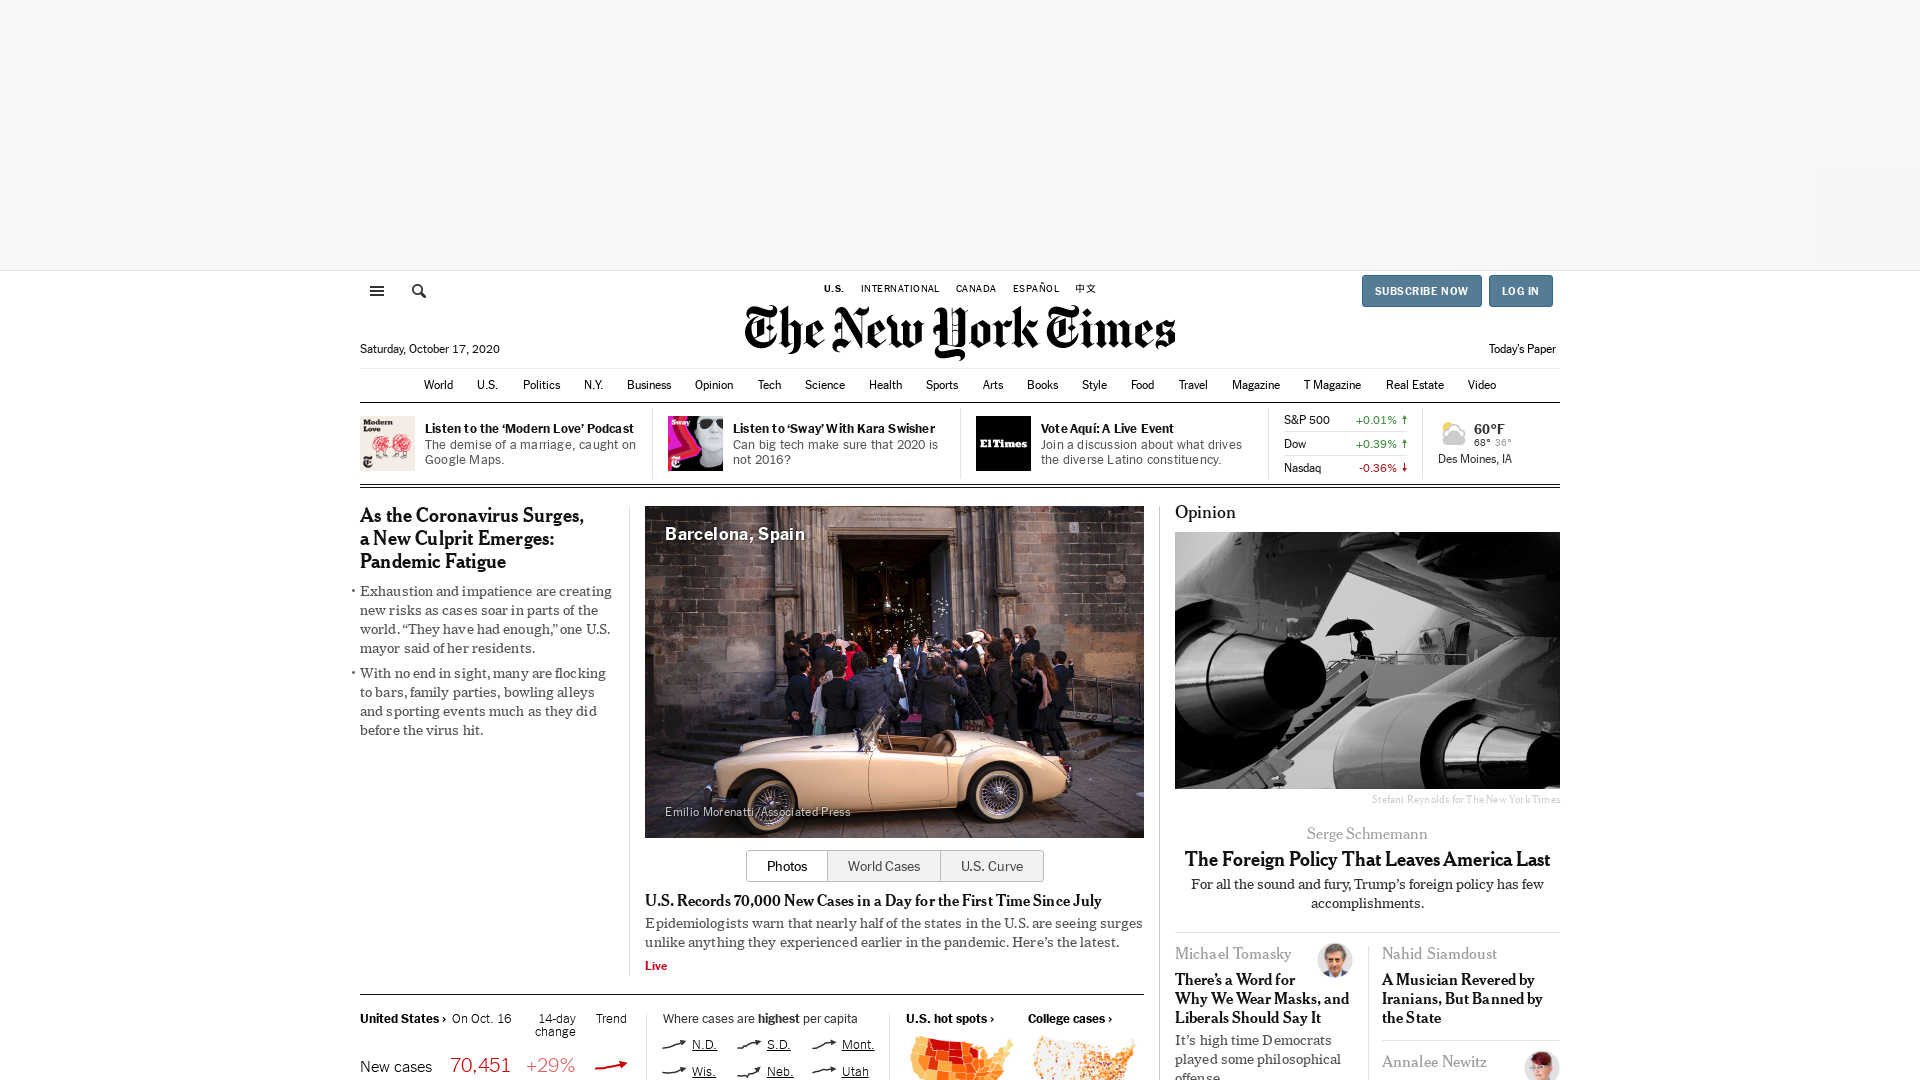 U.S.
INTERNATIONAL
CANADA
ESPAÑOL
中文
SUBSCRIBE NOW
LOG IN
The New York Times
Saturday, October 17, 2020
Today's Paper
World
U.S.
Politics
N.Y.
Business
Opinion
Tech
Science
Health
Sports
Arts
Books
Style
Food
Travel
Magazine
T Magazine
Real Estate
Video
Modern
Love
Listen to the ‘Modern Love’ Podcast
The demise of a marriage, caught on
Google Maps.
Sway
Listen to ‘Sway’ With Kara Swisher
Can big tech make sure that 2020 is
not 2016?
El Times
Vote Aquí: A Live Event
Join a discussion about what drives
the diverse Latino constituency.
S&P 500 +0.01%
Dow +0.39%
Nasdaq -0.36%
60°F
68° 36°
Des Moines, IA
As the Coronavirus Surges,
a New Culprit Emerges:
Pandemic Fatigue
• Exhaustion and impatience are creating
new risks as cases soar in parts of the
world. “They have had enough,” one U.S.
mayor said of her residents.
• With no end in sight, many are flocking
to bars, family parties, bowling alleys
and sporting events much as they did
before the virus hit.
Barcelona, Spain
Emilio Morenatti/Associated Press
Photos
World Cases
U.S. Curve
U.S. Records 70,000 New Cases in a Day for the First Time Since July
Epidemiologists warn that nearly half of the states in the U.S. are seeing surges
unlike anything they experienced earlier in the pandemic. Here’s the latest.
Live
United States › On Oct. 16 14-day change Trend
New cases 70,451 +29%
Where cases are highest per capita
N.D. S.D. Mont.
Wis. Neb. Utah
U.S. hot spots ›
College cases ›
Opinion
Stefani Reynolds for The New York Times
Serge Schmemann
The Foreign Policy That Leaves America Last
For all the sound and fury, Trump’s foreign policy has few
accomplishments.
Michael Tomasky
There’s a Word for
Why We Wear Masks, and
Liberals Should Say It
It’s high time Democrats
played some philosophical
offense.
Nahid Siamdoust
A Musician Revered by
Iranians, But Banned by
the State
Annalee Newitz